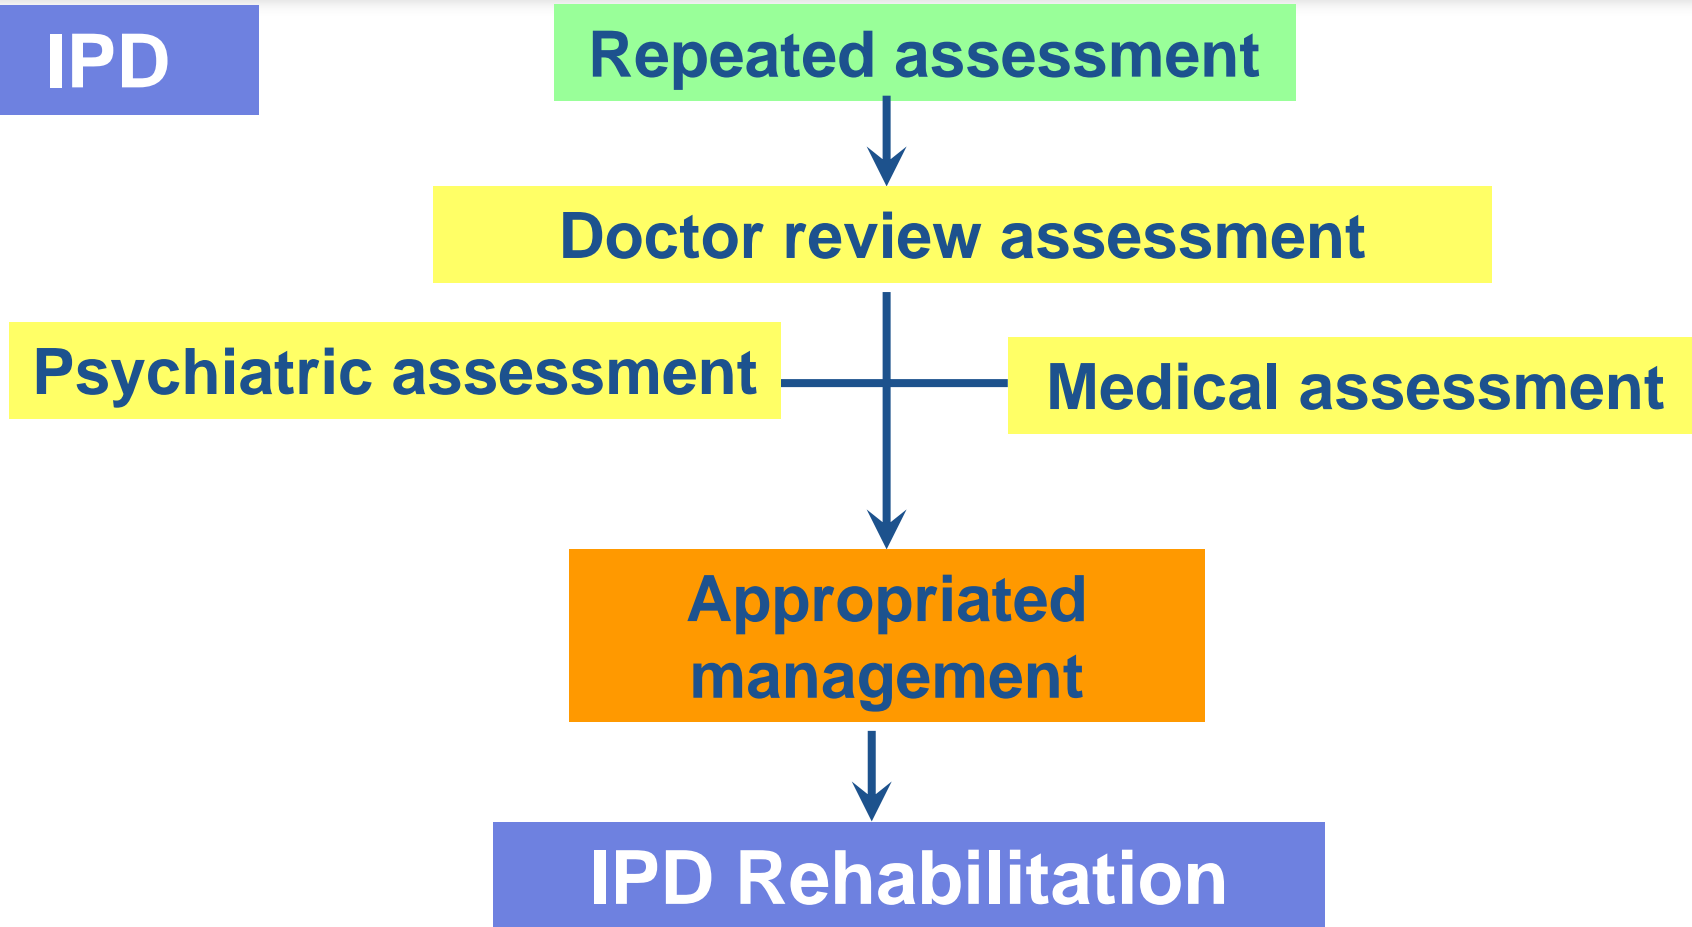 IPD
Repeated assessment
Doctor review assessment
Psychiatric assessment
Medical assessment
Appropriated
management
IPD Rehabilitation